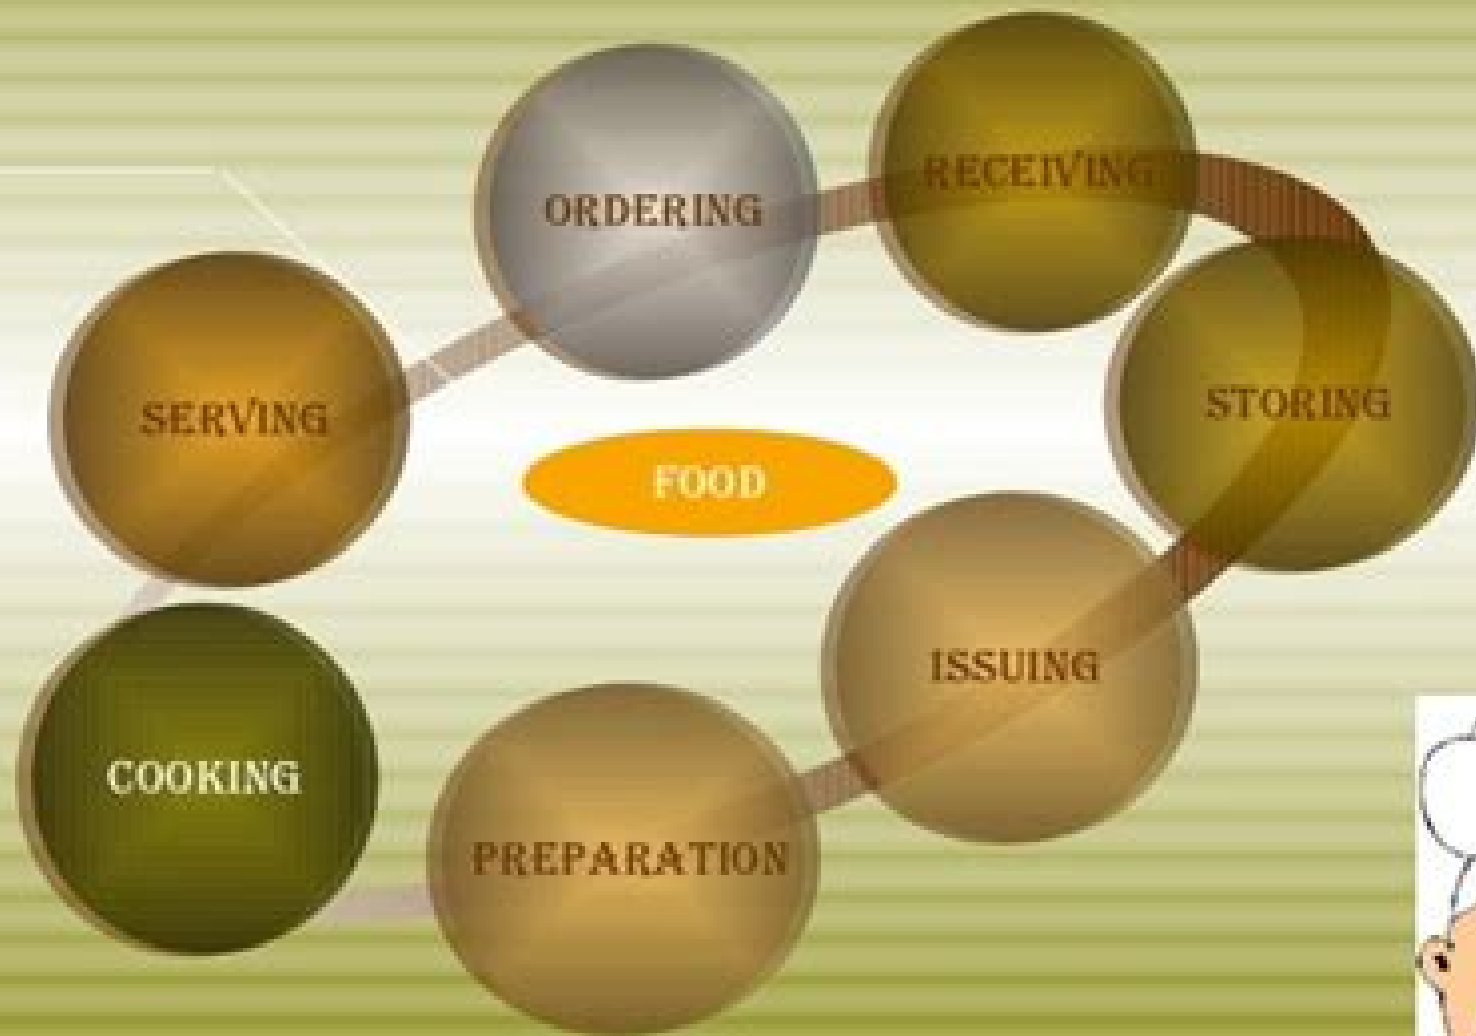 ORDERING
RECEIVING
STORING
ISSUING
PREPARATION
COOKING
SERVING
FOOD